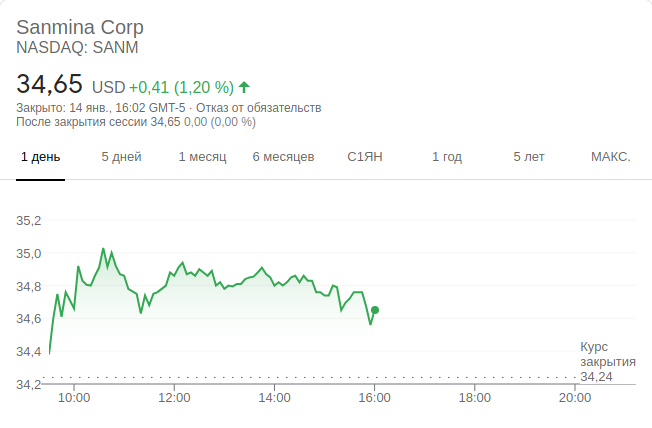 Sanmina Corp
NASDAQ: SANM
34,65 USD +0,41 (1,20 %)
Закрыто: 14 янв., 16:02 GMT-5 · Отказ от обязательств
После закрытия сессии 34,65 0,00 (0,00 %)
1 день 5 дней 1 месяц 6 месяцев С1ЯН 1 год 5 лет МАКС.
35,2
35,0
34,8
34,6
34,4
Курс
закрытия
34,24
34,2
10:00 12:00 14:00 16:00 18:00 20:00